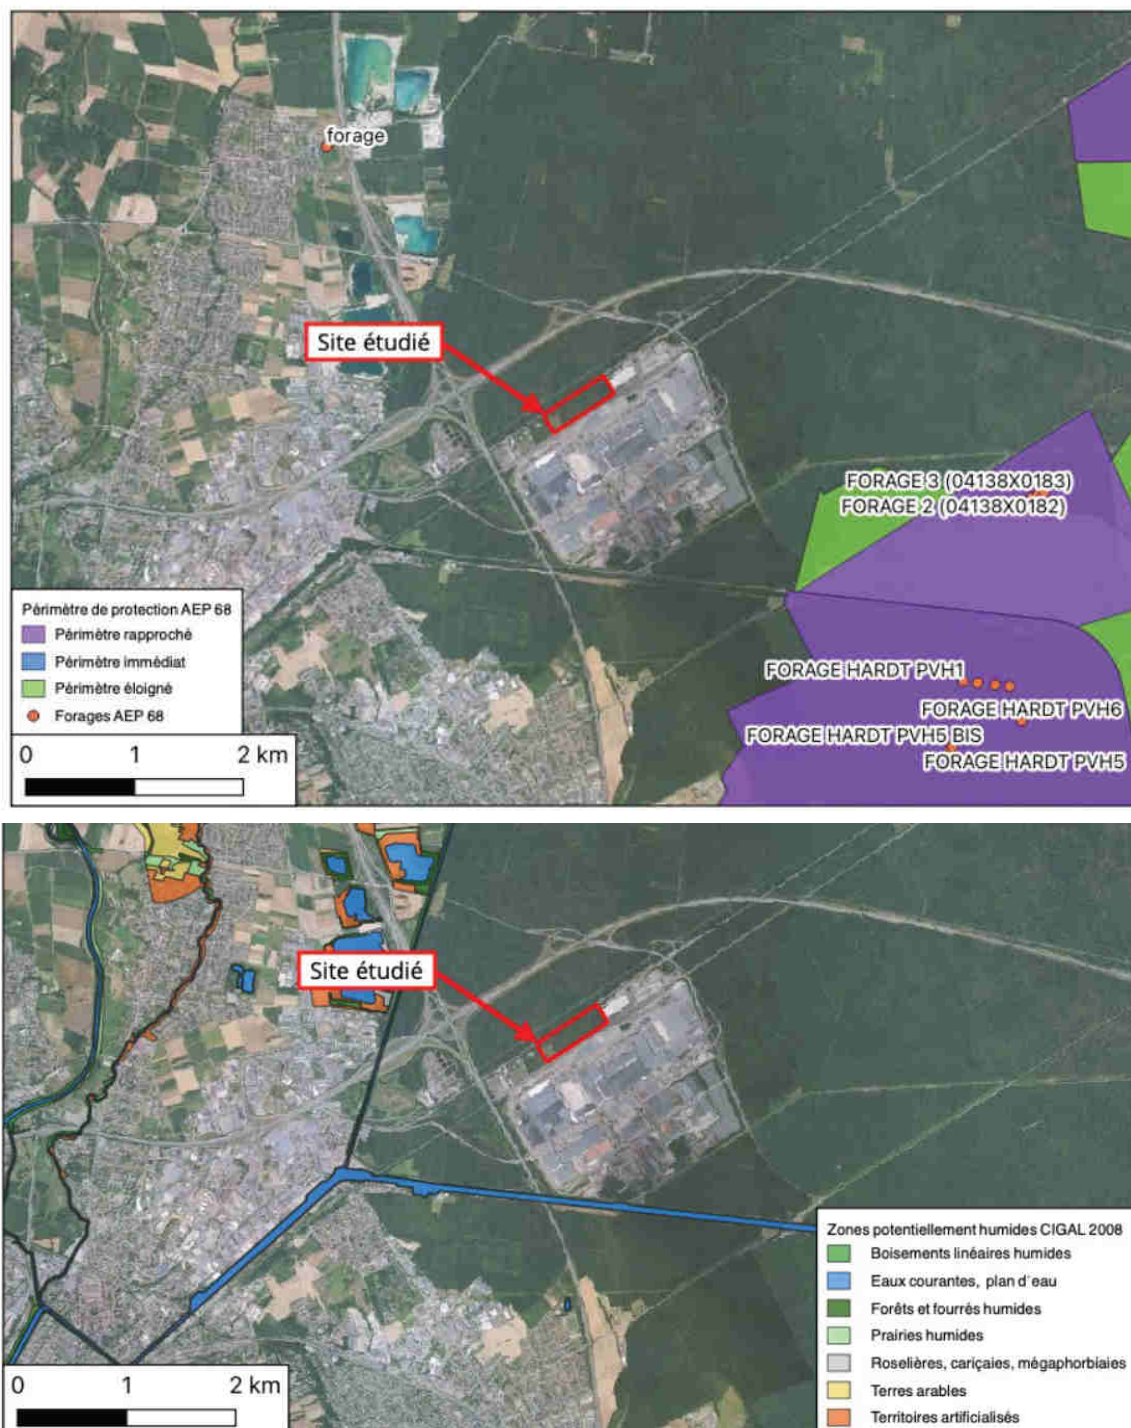 forage
Site étudié
FORAGE 3 (04138X0183)
FORAGE 2 (04138X0182)
FORAGE HARDT PVH1
FORAGE HARDT PVH6
FORAGE HARDT PVH5 BIS
FORAGE HARDT PVH5
Périmètre de protection AEP 68
Périmètre rapproché
Périmètre immédiat
Périmètre éloigné
Forages AEP 68
0 1 2 km
Site étudié
Zones potentiellement humides CIGAL 2008
Boisements linéaires humides
Eaux courantes, plan d'eau
Forêts et fourrés humides
Prairies humides
Roselières, cariçaies, mégaphorbiaies
Terres arables
Territoires artificialisés
0 1 2 km